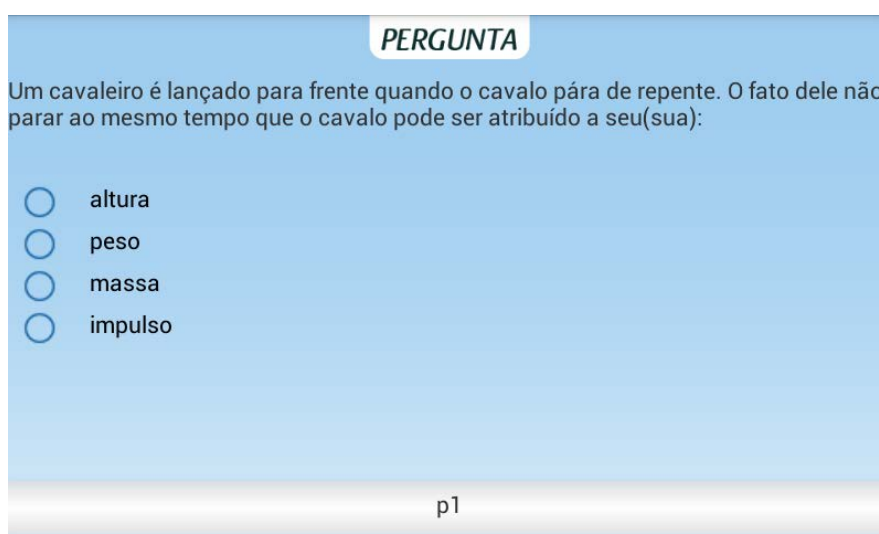 PERGUNTA
Um cavaleiro é lançado para frente quando o cavalo pára de repente. O fato dele não
parar ao mesmo tempo que o cavalo pode ser atribuído a seu(sua):
altura
peso
massa
impulso
p1